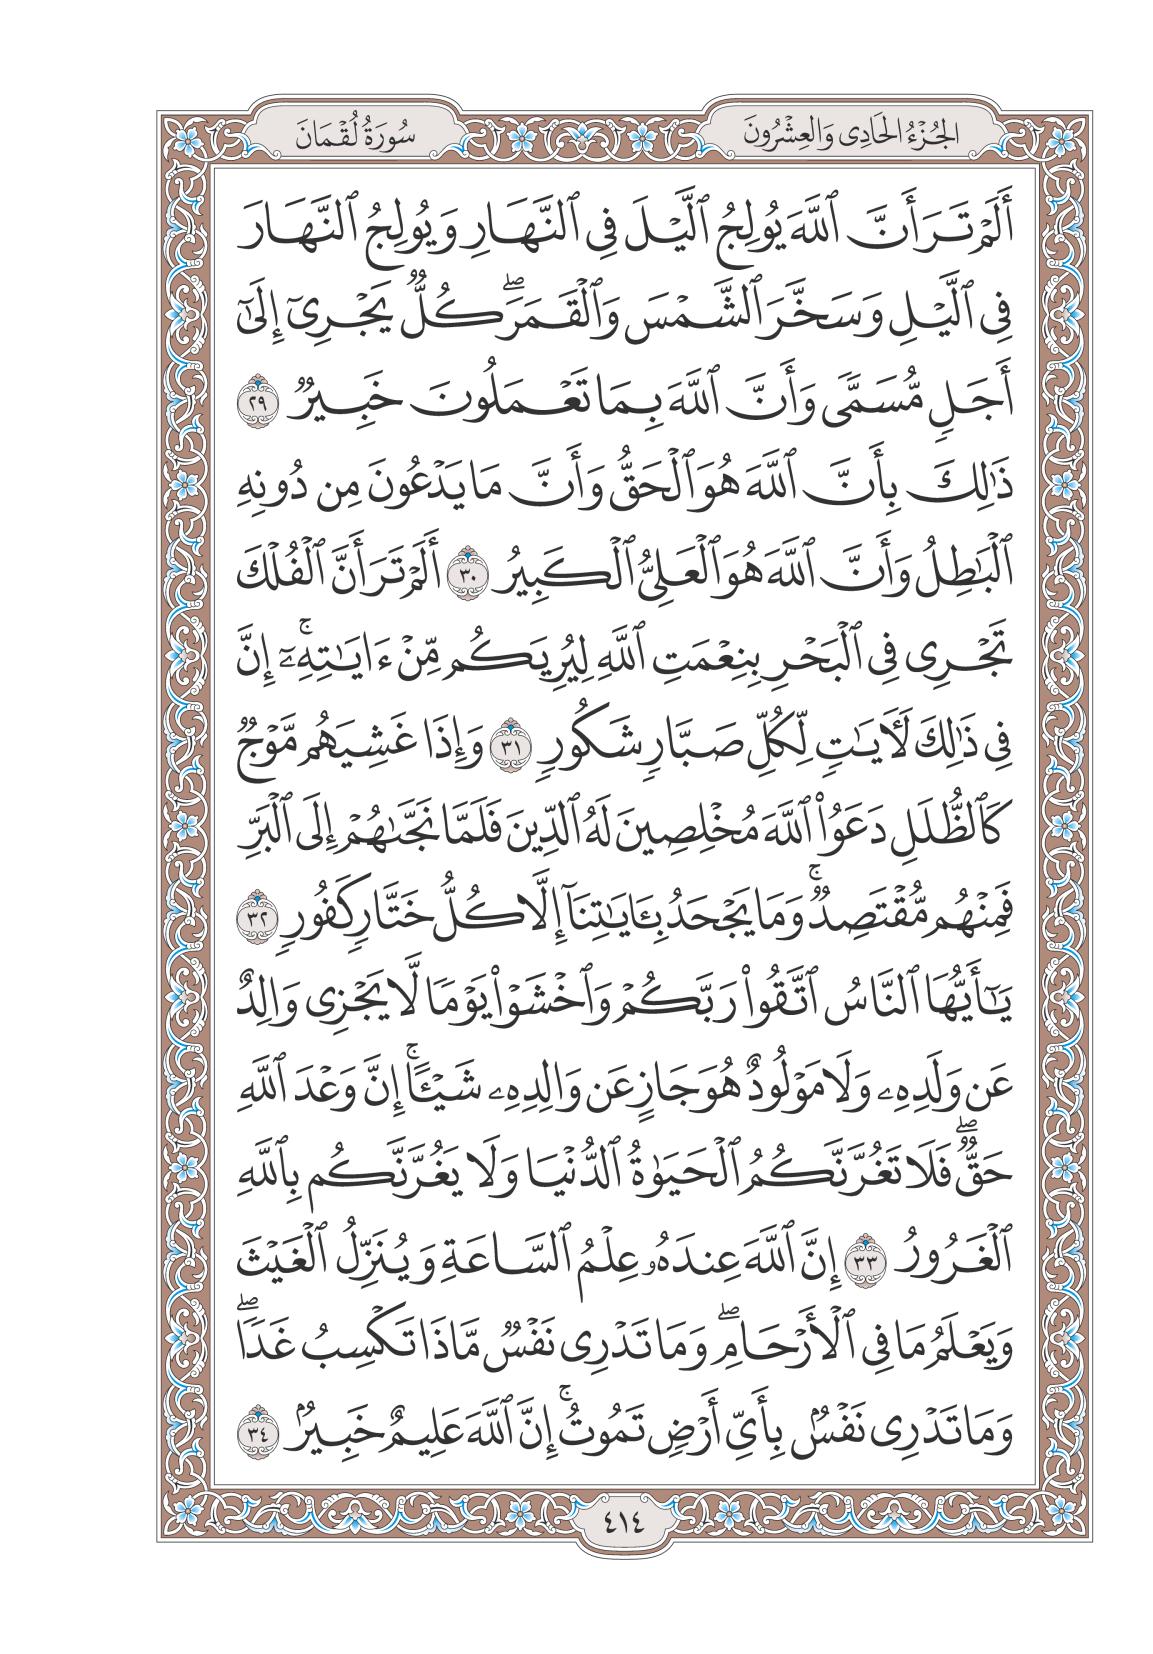 الجُزْءُ الحَادِى وَالعِشْرُونَ
سُورَةُ لُقْمَانَ
أَلَمْ تَرَ أَنَّ ٱللَّهَ يُولِجُ ٱلَّيْلَ فِى ٱلنَّهَارِ وَيُولِجُ ٱلنَّهَارَ
فِى ٱلَّيْلِ وَسَخَّرَ ٱلشَّمْسَ وَٱلْقَمَرَۖ كُلٌّ يَجْرِىٓ إِلَىٰٓ
أَجَلٍ مُّسَمًّى وَأَنَّ ٱللَّهَ بِمَا تَعْمَلُونَ خَبِيرٌ ٢٩
ذَٰلِكَ بِأَنَّ ٱللَّهَ هُوَ ٱلْحَقُّ وَأَنَّ مَا يَدْعُونَ مِن دُونِهِ
ٱلْبَٰطِلُ وَأَنَّ ٱللَّهَ هُوَ ٱلْعَلِىُّ ٱلْكَبِيرُ ٣٠ أَلَمْ تَرَ أَنَّ ٱلْفُلْكَ
تَجْرِى فِى ٱلْبَحْرِ بِنِعْمَتِ ٱللَّهِ لِيُرِيَكُم مِّنْ ءَايَٰتِهِۦٓۚ إِنَّ
فِى ذَٰلِكَ لَءَايَٰتٍ لِّكُلِّ صَبَّارٍ شَكُورٍ ٣١ وَإِذَا غَشِيَهُم مَّوْجٌ
كَٱلظُّلَلِ دَعَوُا۟ ٱللَّهَ مُخْلِصِينَ لَهُ ٱلدِّينَ فَلَمَّا نَجَّىٰهُمْ إِلَى ٱلْبَرِّ
فَمِنْهُم مُّقْتَصِدٌۚ وَمَا يَجْحَدُ بِـَٔايَٰتِنَآ إِلَّا كُلُّ خَتَّارٍ كَفُورٍ ٣٢
يَٰٓأَيُّهَا ٱلنَّاسُ ٱتَّقُوا۟ رَبَّكُمْ وَٱخْشَوْا۟ يَوْمًا لَّا يَجْزِى وَالِدٌ
عَن وَلَدِهِۦ وَلَا مَوْلُودٌ هُوَ جَازٍ عَن وَالِدِهِۦ شَيْـًٔاۚ إِنَّ وَعْدَ ٱللَّهِ
حَقٌّۖ فَلَا تَغُرَّنَّكُمُ ٱلْحَيَوٰةُ ٱلدُّنْيَا وَلَا يَغُرَّنَّكُم بِٱللَّهِ
ٱلْغَرُورُ ٣٣ إِنَّ ٱللَّهَ عِندَهُۥ عِلْمُ ٱلسَّاعَةِ وَيُنَزِّلُ ٱلْغَيْثَ
وَيَعْلَمُ مَا فِى ٱلْأَرْحَامِۖ وَمَا تَدْرِى نَفْسٌ مَّاذَا تَكْسِبُ غَدًاۖ
وَمَا تَدْرِى نَفْسٌۢ بِأَىِّ أَرْضٍ تَمُوتُۚ إِنَّ ٱللَّهَ عَلِيمٌ خَبِيرٌۢ ٣٤
٤١٤